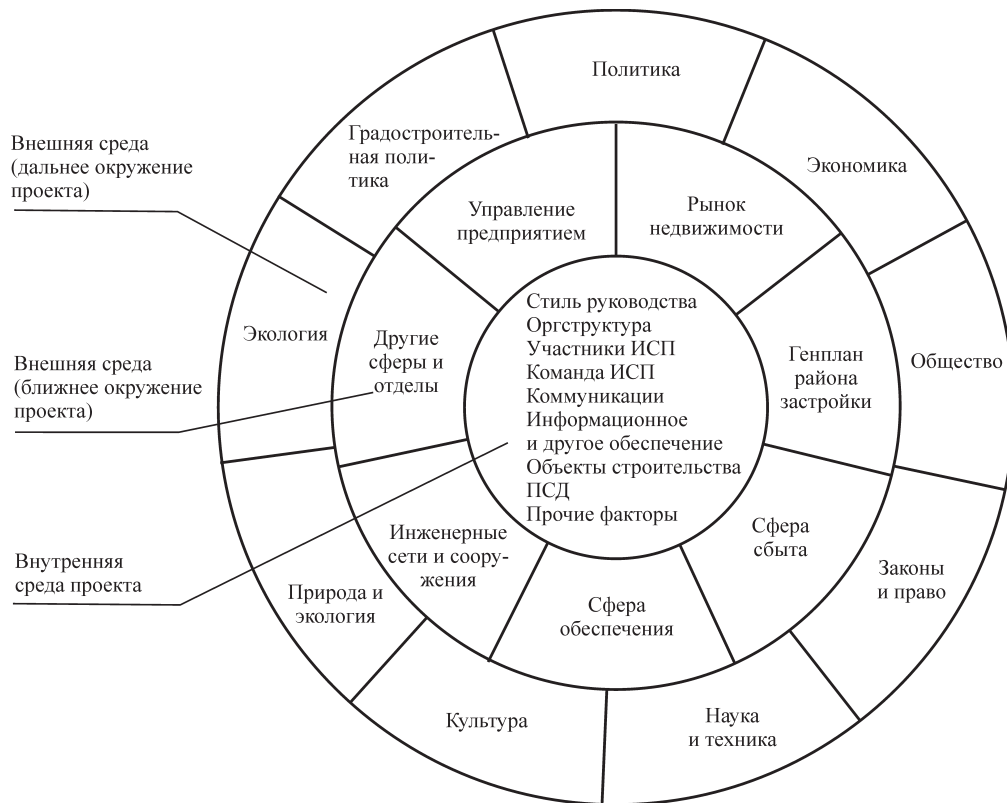 Внешняя среда
(дальнее окружение
проекта)
Внешняя среда
(ближнее окружение
проекта)
Внутренняя
среда проекта
Политика
Экономика
Общество
Законы
и право
Наука
и техника
Культура
Природа и
экология
Экология
Градостроитель-
ная поли-
тика
Управление
предприятием
Рынок
недвижимости
Генплан
района
застройки
Сфера
сбыта
Сфера
обеспечения
Инженерные
сети и соору-
жения
Другие
сферы и
отделы
Стиль руководства
Оргструктура
Участники ИСП
Команда ИСП
Коммуникации
Информационное
и другое обеспечение
Объекты строительства
ПСД
Прочие факторы